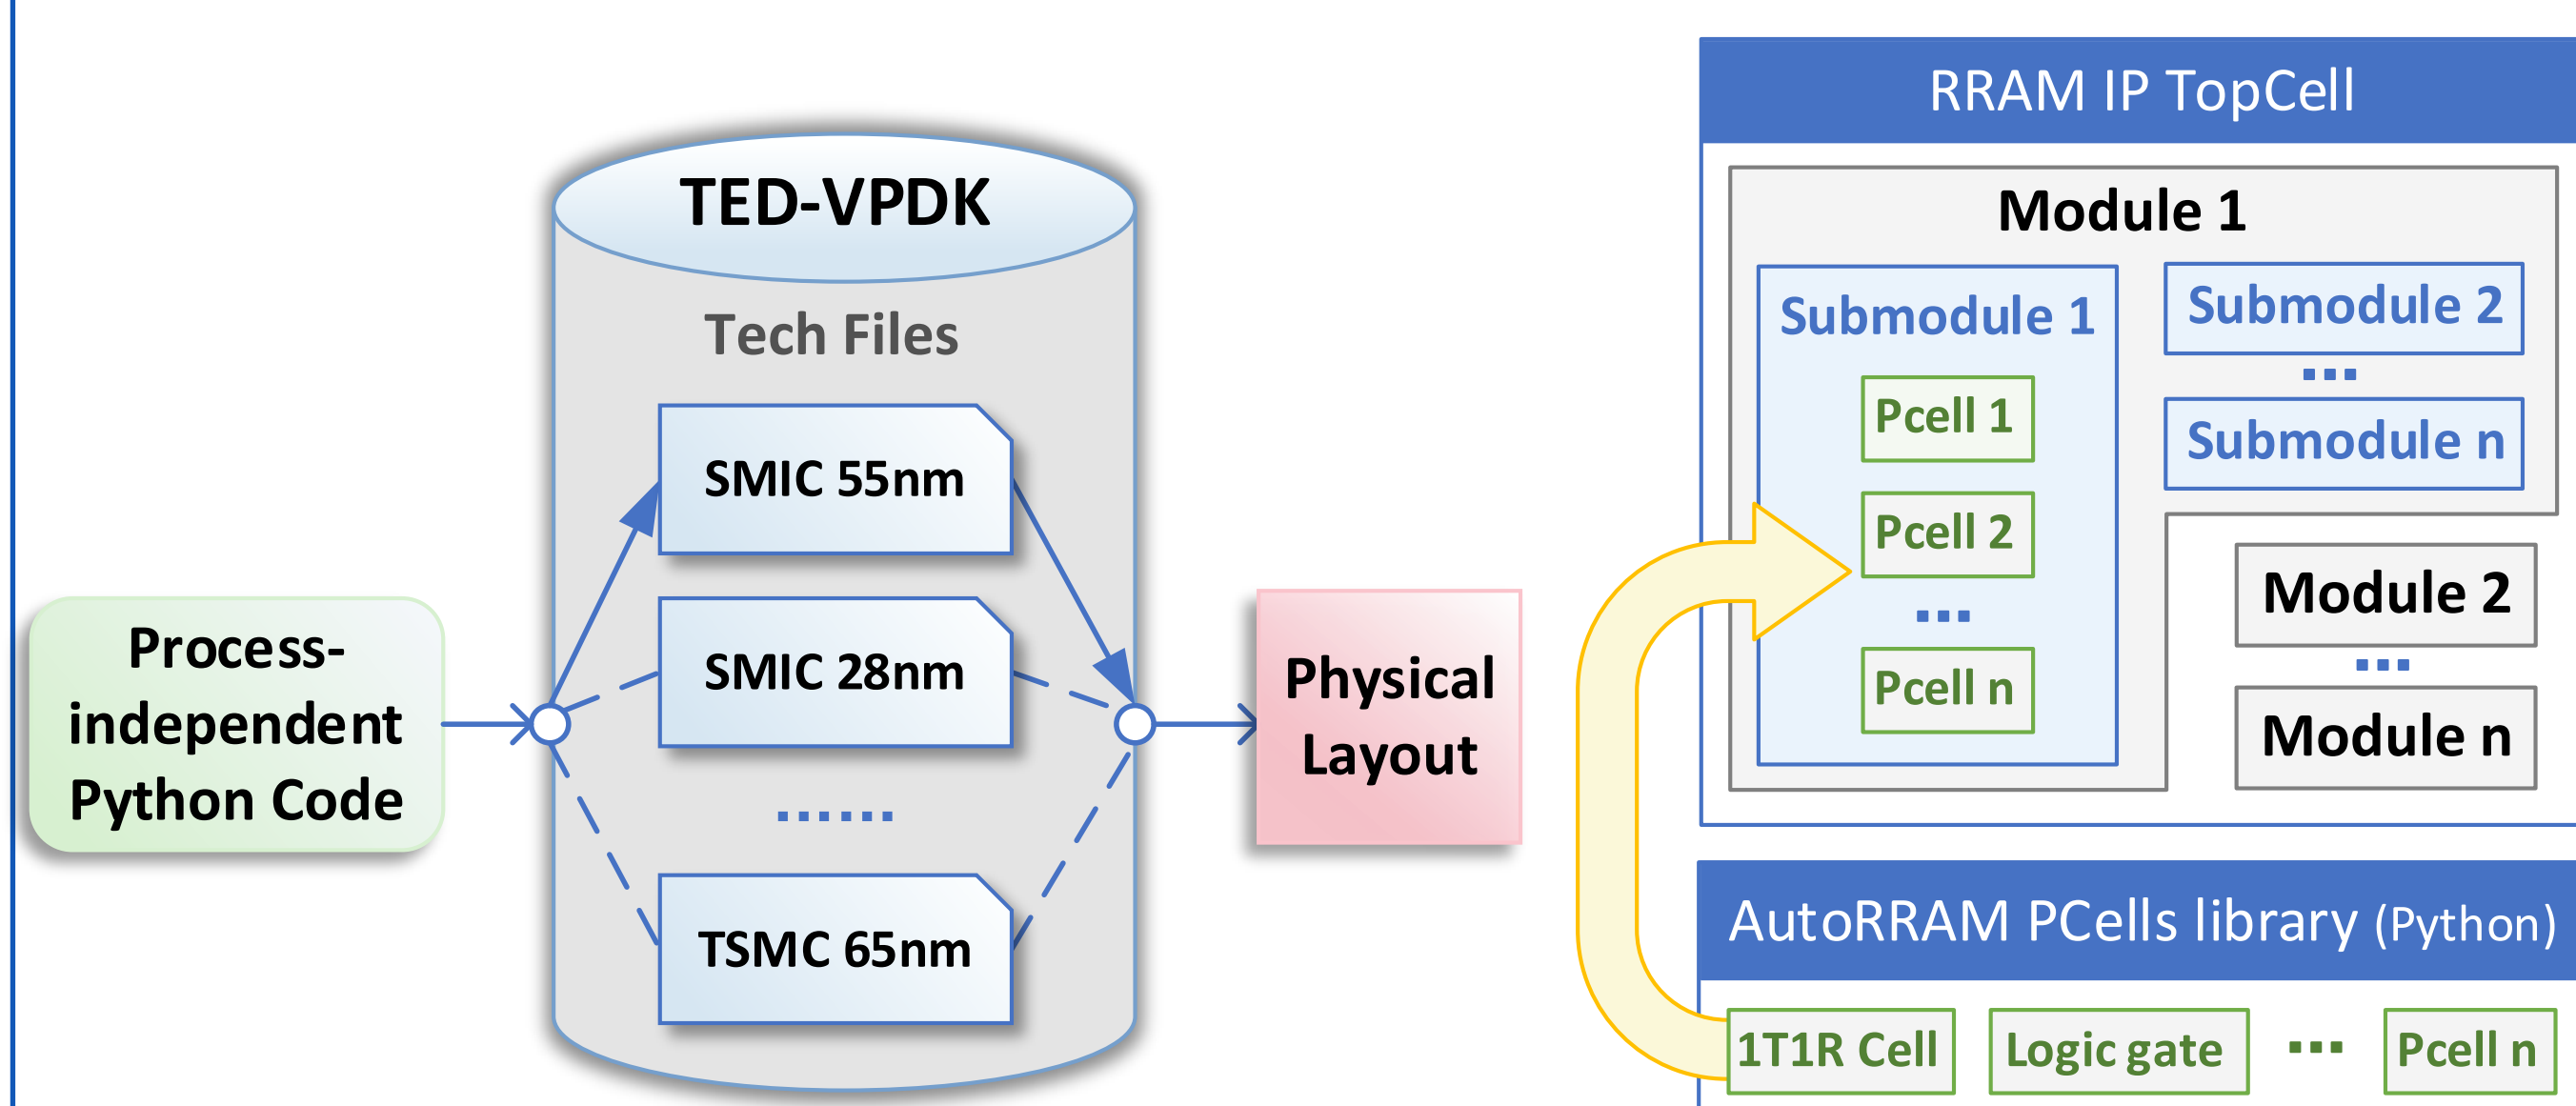 Process-
independent
Python Code
TED-VPDK
Tech Files
SMIC 55nm
SMIC 28nm
......
TSMC 65nm
Physical
Layout
RRAM IP TopCell
Module 1
Submodule 1
Pcell 1
Pcell 2
...
Pcell n
Submodule 2
...
Submodule n
Module 2
...
Module n
AutoRRAM PCells library (Python)
1T1R Cell Logic gate ... Pcell n